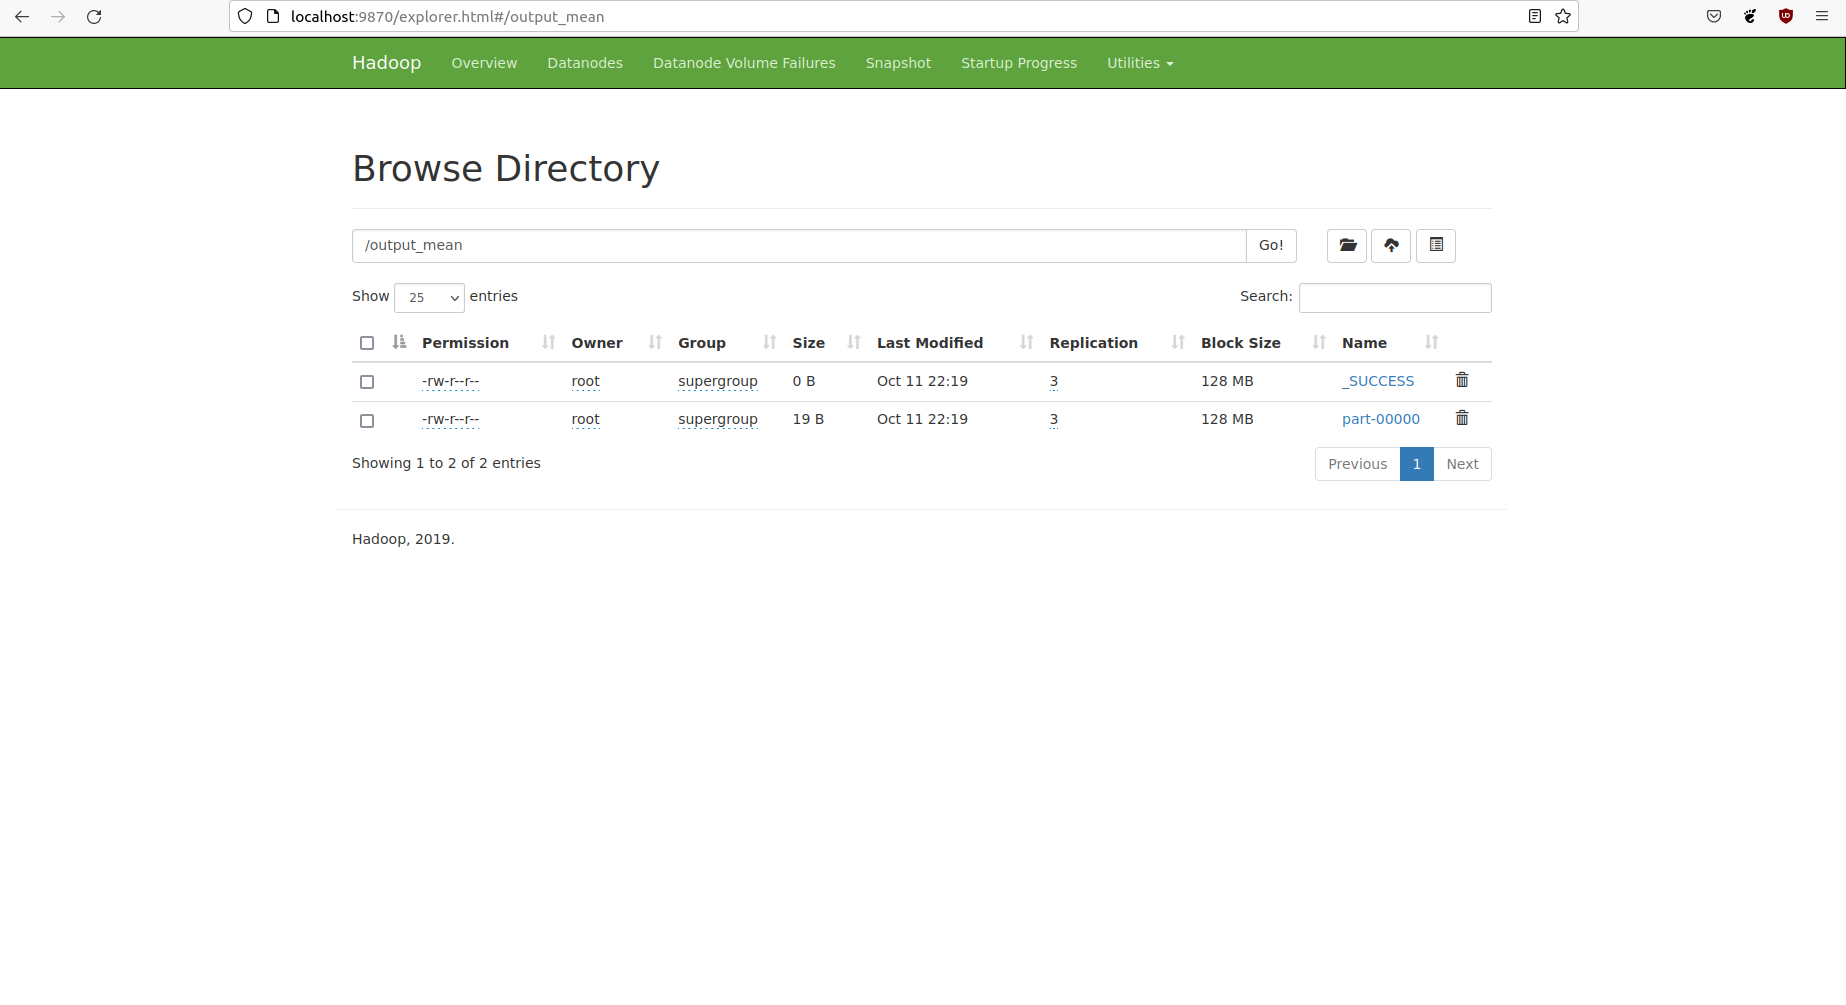 localhost:9870/explorer.html#/output_mean
Hadoop Overview Datanodes Datanode Volume Failures Snapshot Startup Progress Utilities
Browse Directory
/output_mean Go!
Show 25 entries Search:
Permission Owner Group Size Last Modified Replication Block Size Name
-rw-r--r-- root supergroup 0 B Oct 11 22:19 3 128 MB _SUCCESS
-rw-r--r-- root supergroup 19 B Oct 11 22:19 3 128 MB part-00000
Showing 1 to 2 of 2 entries Previous 1 Next
Hadoop, 2019.